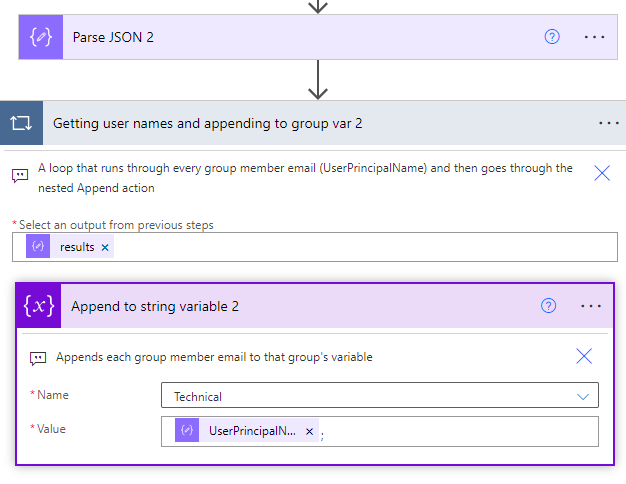 Parse JSON 2
Getting user names and appending to group var 2
A loop that runs through every group member email (UserPrincipalName) and then goes through the
nested Append action
* Select an output from previous steps
results
{x} Append to string variable 2
Appends each group member email to that group's variable
* Name
Technical
* Value
UserPrincipalN... ;